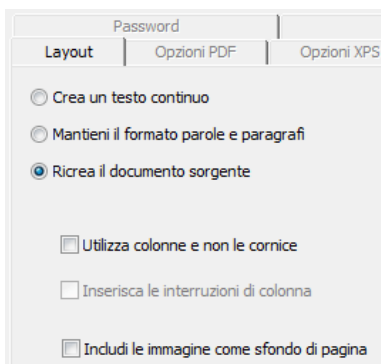 Password
Layout
Opzioni PDF
Opzioni XPS
Crea un testo continuo
Mantieni il formato parole e paragrafi
Ricrea il documento sorgente
Utilizza colonne e non le cornice
Inserisca le interruzioni di colonna
Includi le immagine come sfondo di pagina